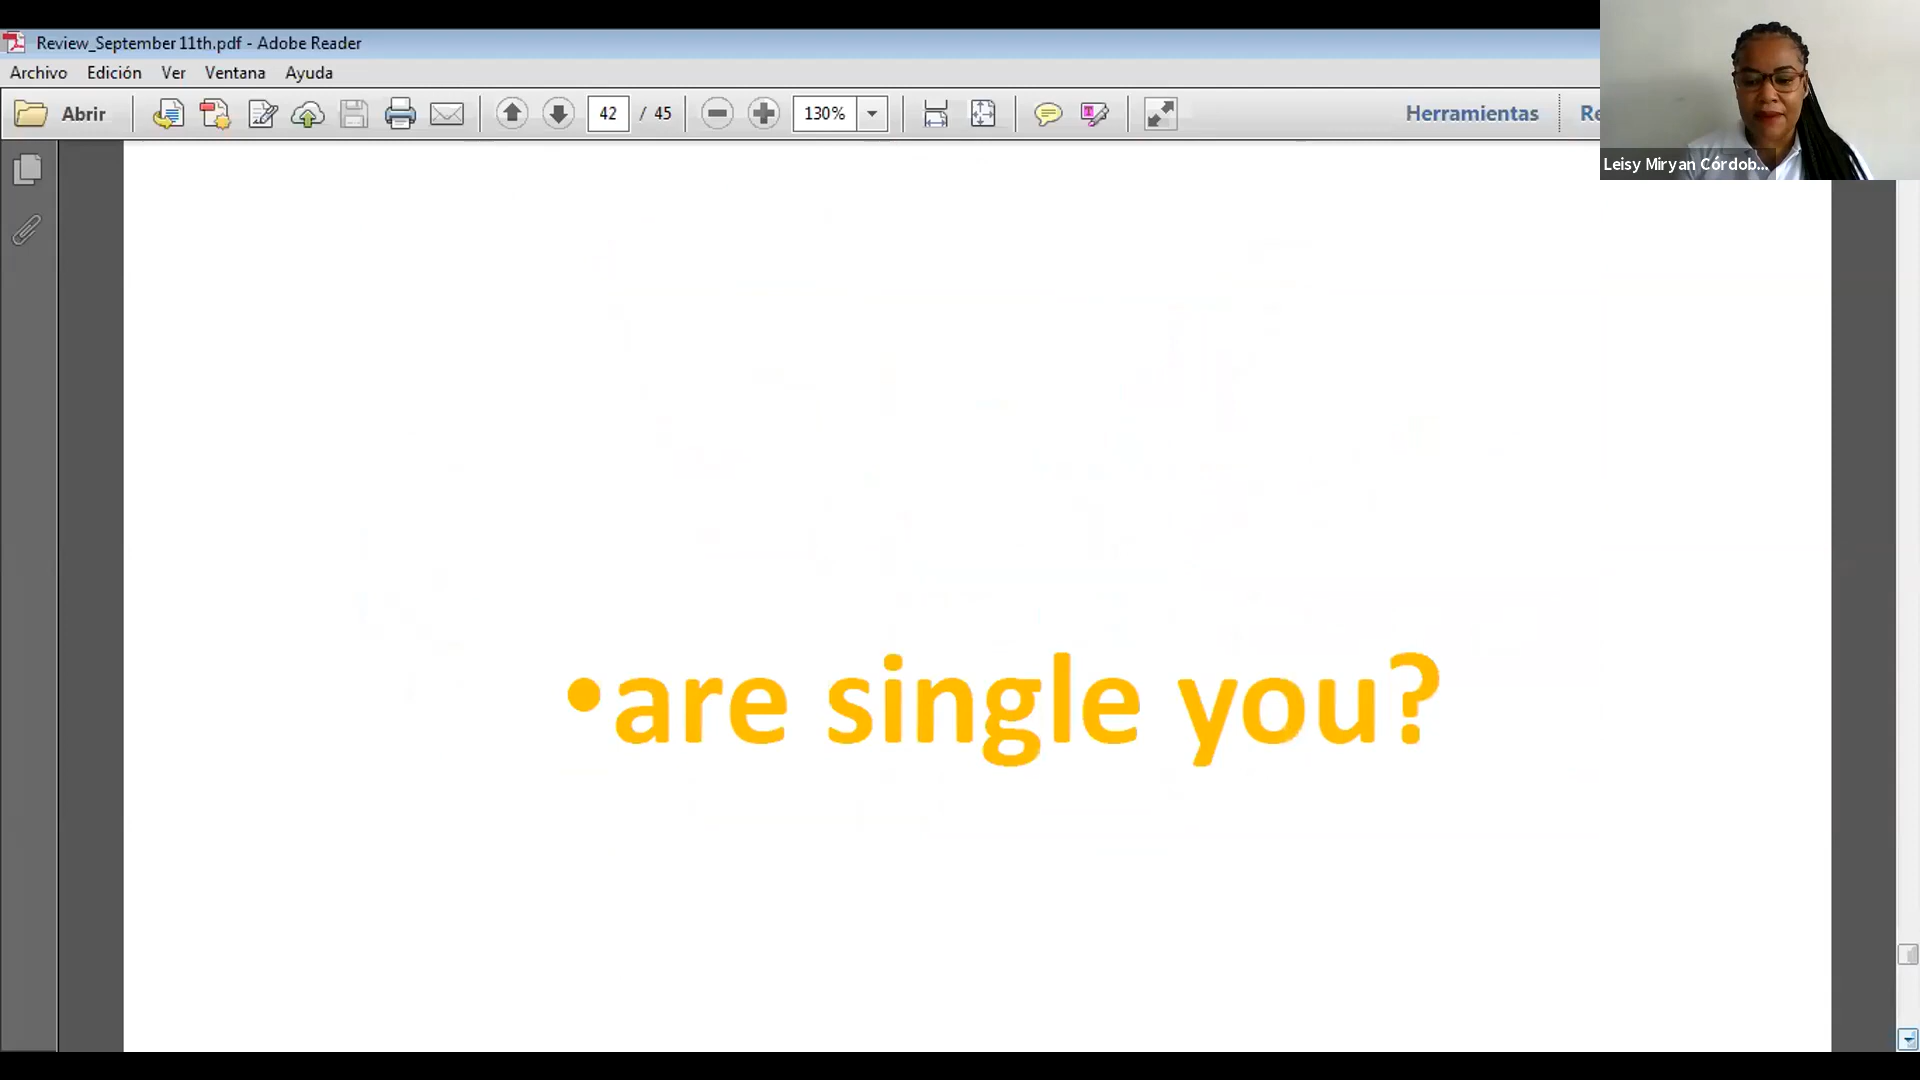 Review_September 11th.pdf - Adobe Reader
Archivo Edición Ver Ventana Ayuda
Abrir 42 / 45 130% Herramientas Re
Leisy Miryan Córdob...
•are single you?